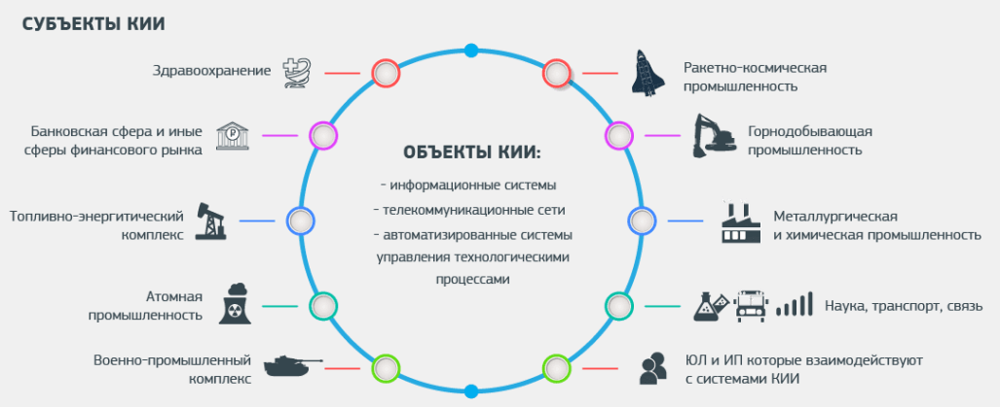 СУБЪЕКТЫ КИИ
Здравоохранение
Банковская сфера и иные
сферы финансового рынка
Топливно-энергитический
комплекс
Атомная
промышленность
Военно-промышленный
комплекс
ОБЪЕКТЫ КИИ:
- информационные системы
- телекоммуникационные сети
- автоматизированные системы
управления технологическими
процессами
Ракетно-космическая
промышленность
Горнодобывающая
промышленность
Металлургическая
и химическая промышленность
Наука, транспорт, связь
ЮЛ и ИП которые взаимодействуют
с системами КИИ